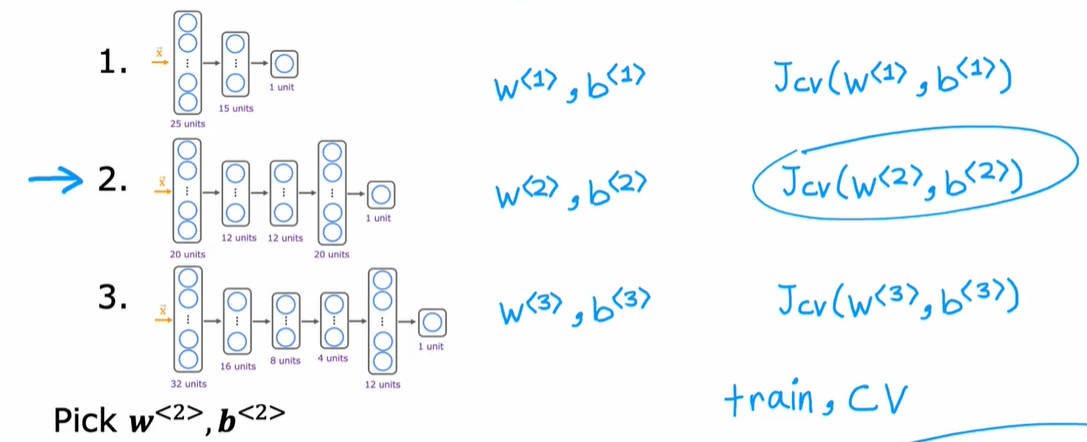 1.
x⃗
25 units
15 units
1 unit
w<1>, b<1>
Jcv(w<1>, b<1>)
→ 2.
x⃗
20 units
12 units
12 units
20 units
1 unit
w<2>, b<2>
Jcv(w<2>, b<2>)
3.
x⃗
32 units
16 units
8 units
4 units
12 units
1 unit
w<3>, b<3>
Jcv(w<3>, b<3>)
Pick w<2>, b<2>
train, CV